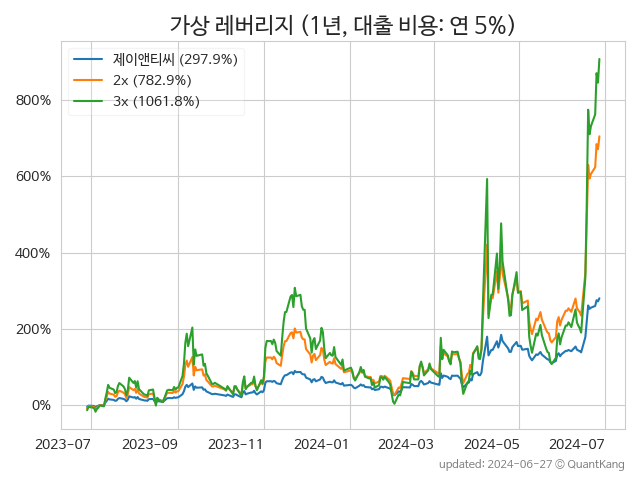 가상 레버리지 (1년, 대출 비용: 연 5%)
제이앤티씨 (297.9%)
2x (782.9%)
3x (1061.8%)
800%
600%
400%
200%
0%
2023-07 2023-09 2023-11 2024-01 2024-03 2024-05 2024-07
updated: 2024-06-27 © QuantKang